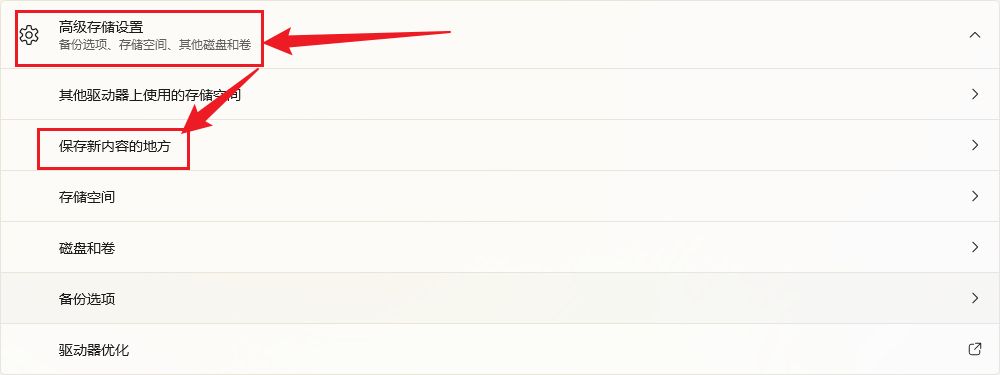 高级存储设置
备份选项、存储空间、其他磁盘和卷
其他驱动器上使用的存储空间
保存新内容的地方
存储空间
磁盘和卷
备份选项
驱动器优化